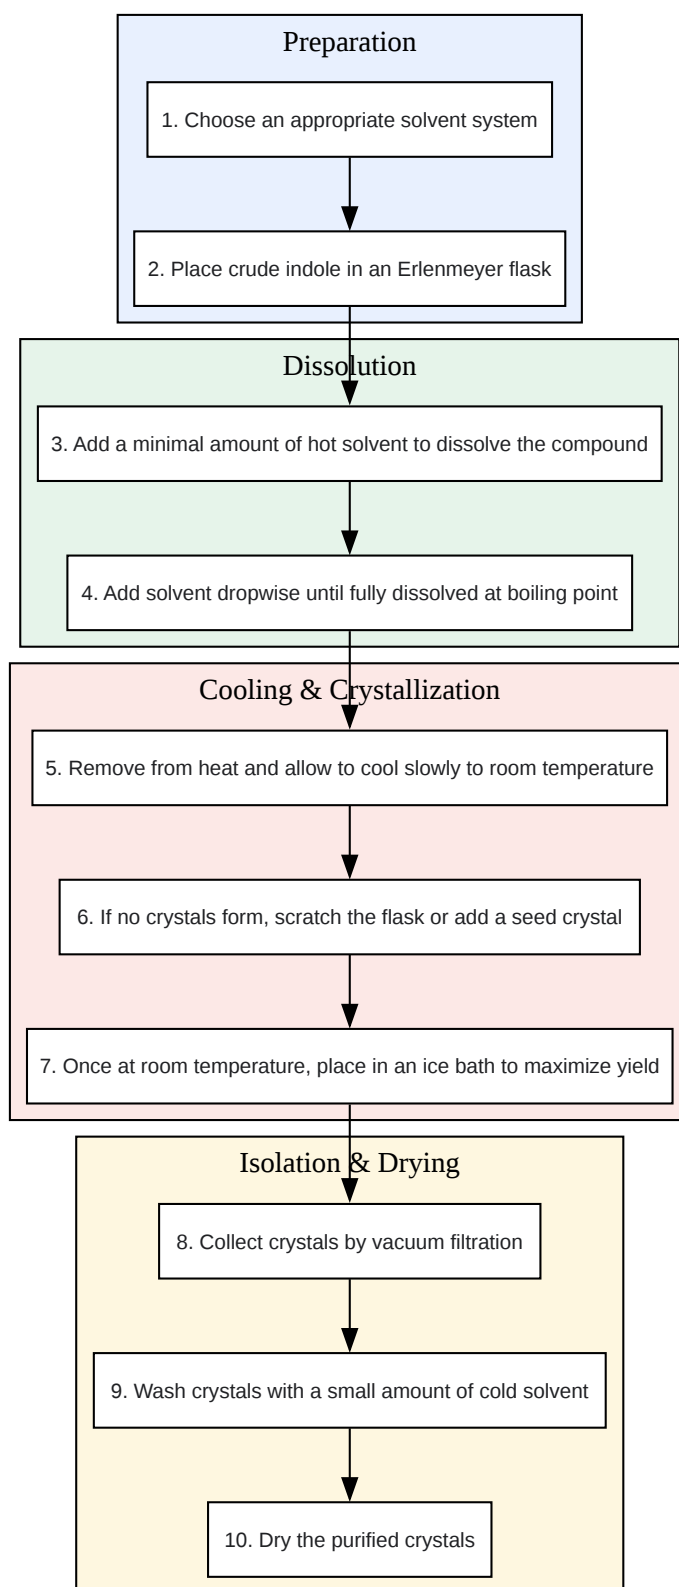 Preparation
1. Choose an appropriate solvent system
2. Place crude indole in an Erlenmeyer flask
Dissolution
3. Add a minimal amount of hot solvent to dissolve the compound
4. Add solvent dropwise until fully dissolved at boiling point
Cooling & Crystallization
5. Remove from heat and allow to cool slowly to room temperature
6. If no crystals form, scratch the flask or add a seed crystal
7. Once at room temperature, place in an ice bath to maximize yield
Isolation & Drying
8. Collect crystals by vacuum filtration
9. Wash crystals with a small amount of cold solvent
10. Dry the purified crystals